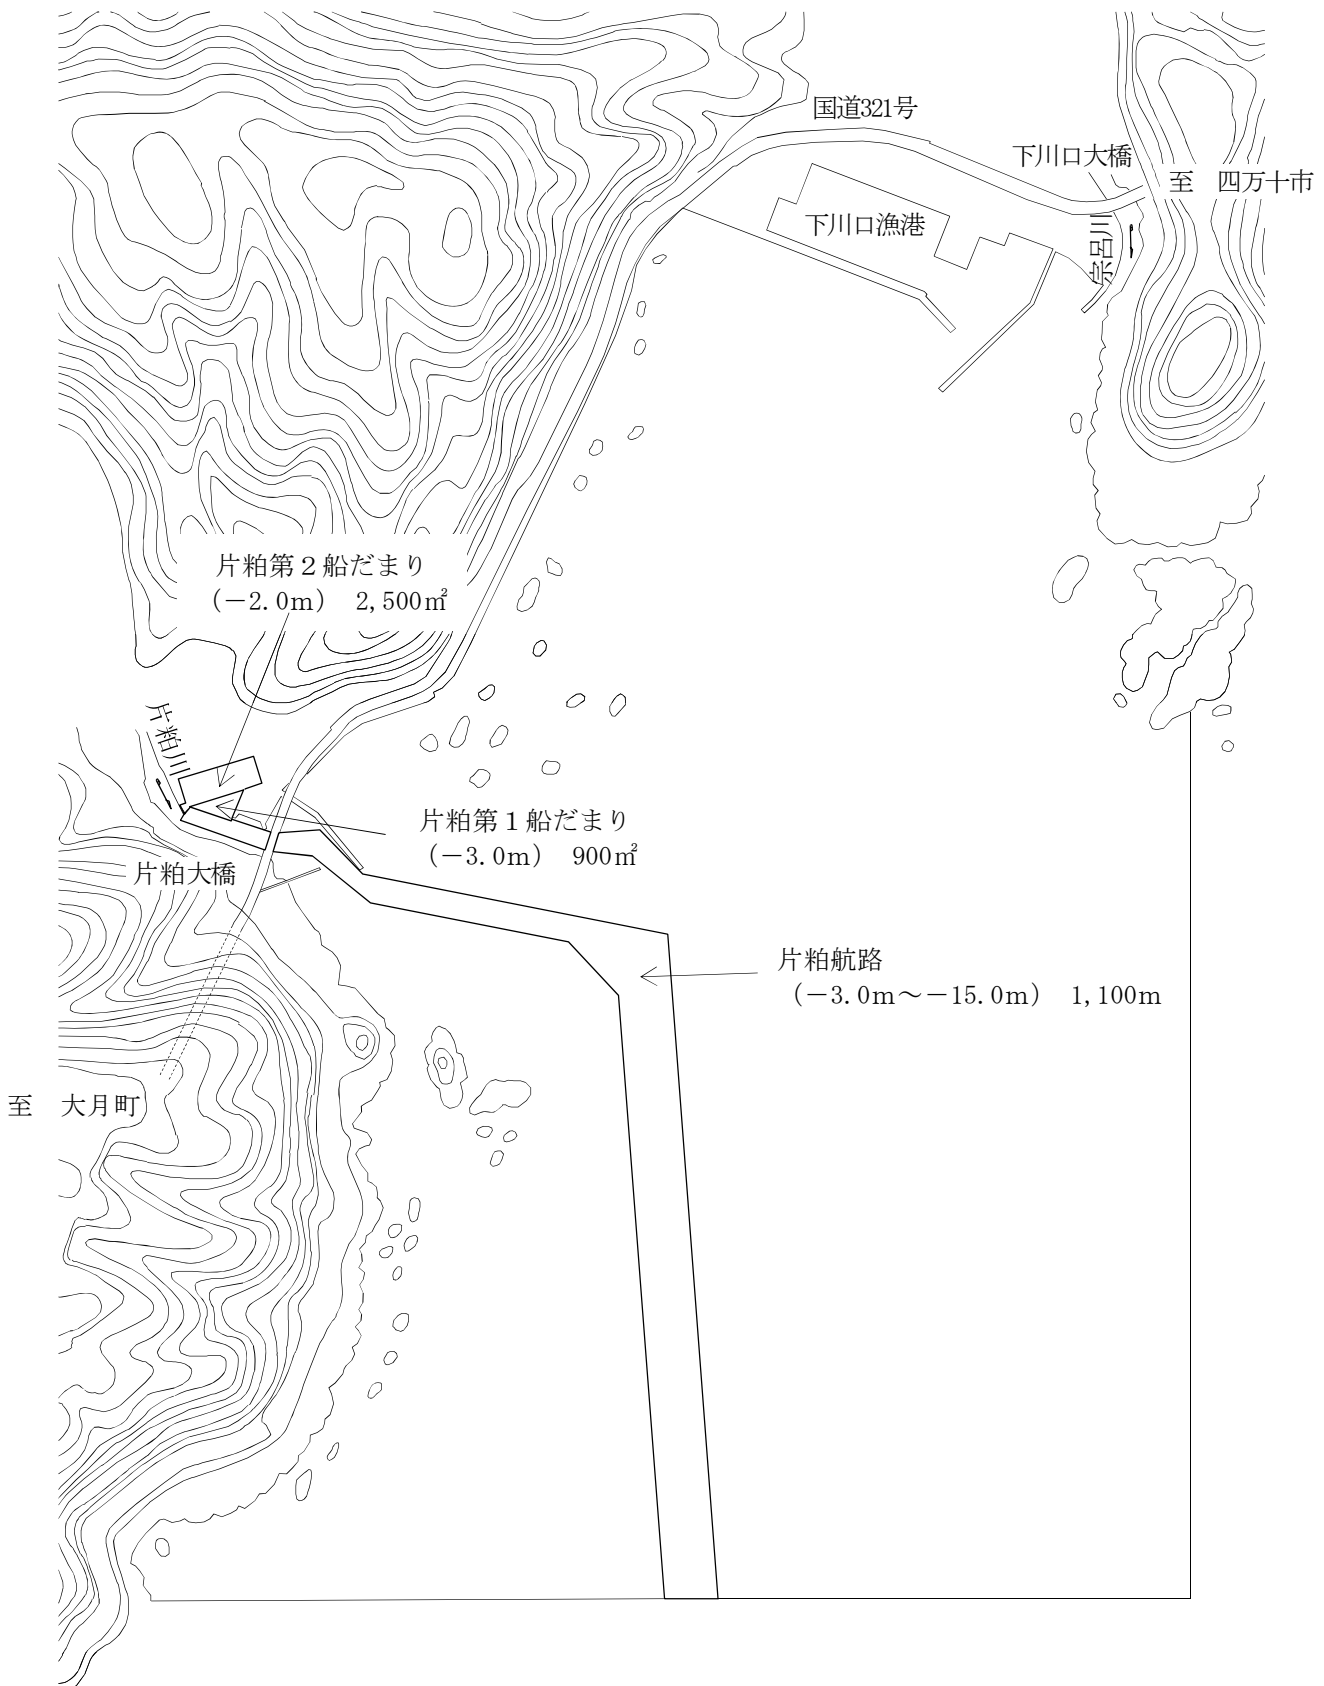 国道321号
下川口大橋
至　四万十市
下川口漁港
宗呂川
片粕第２船だまり
(－2.0m)　2,500㎡
片粕川
片粕第１船だまり
(－3.0m)　900㎡
片粕大橋
片粕航路
(－3.0m～－15.0m)　1,100m
至　大月町